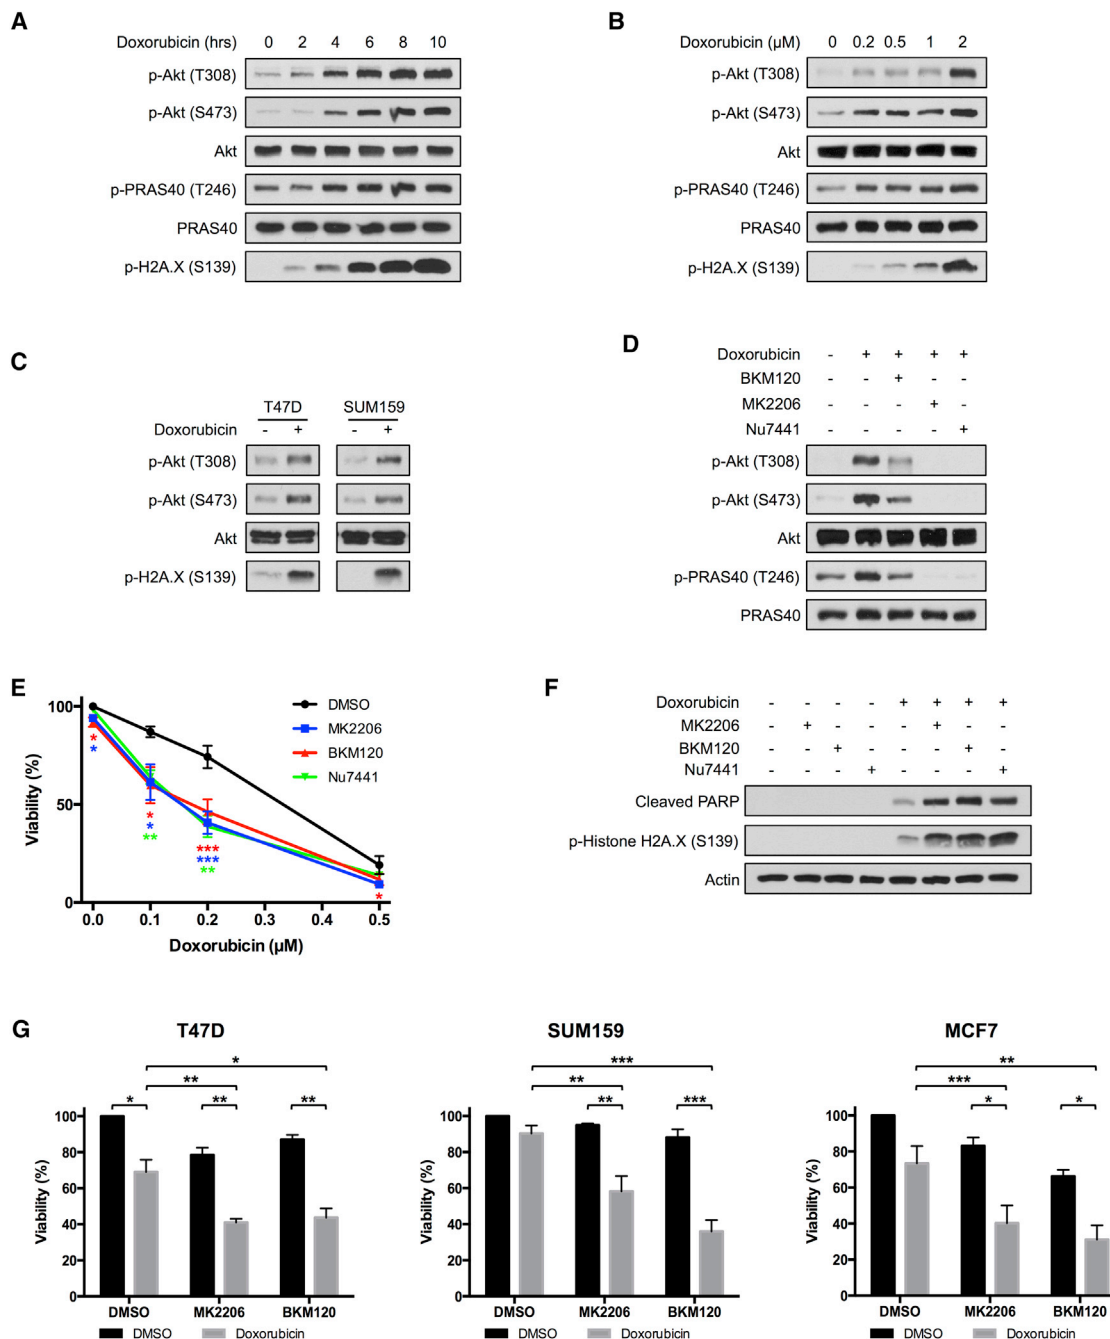 A
Doxorubicin (hrs) 0 2 4 6 8 10
p-Akt (T308)
p-Akt (S473)
Akt
p-PRAS40 (T246)
PRAS40
p-H2A.X (S139)
B
Doxorubicin (µM) 0 0.2 0.5 1 2
p-Akt (T308)
p-Akt (S473)
Akt
p-PRAS40 (T246)
PRAS40
p-H2A.X (S139)
C
T47D SUM159
Doxorubicin - + - +
p-Akt (T308)
p-Akt (S473)
Akt
p-H2A.X (S139)
D
Doxorubicin - + + + +
BKM120 - - + - -
MK2206 - - - + -
Nu7441 - - - - +
p-Akt (T308)
p-Akt (S473)
Akt
p-PRAS40 (T246)
PRAS40
E
Viability (%)
100
50
0
DMSO
MK2206
BKM120
Nu7441
*
*
*
*
**
***
***
**
*
0.0 0.1 0.2 0.3 0.4 0.5
Doxorubicin (µM)
F
Doxorubicin - - - - + + + +
MK2206 - + - - - + - -
BKM120 - - + - - - + -
Nu7441 - - - + - - - +
Cleaved PARP
p-Histone H2A.X (S139)
Actin
G
T47D
*
**
* ** **
Viability (%)
100
80
60
40
20
0
DMSO MK2206 BKM120
DMSO Doxorubicin
SUM159
***
**
** ***
Viability (%)
100
80
60
40
20
0
DMSO MK2206 BKM120
DMSO Doxorubicin
MCF7
**
***
* *
Viability (%)
100
80
60
40
20
0
DMSO MK2206 BKM120
DMSO Doxorubicin